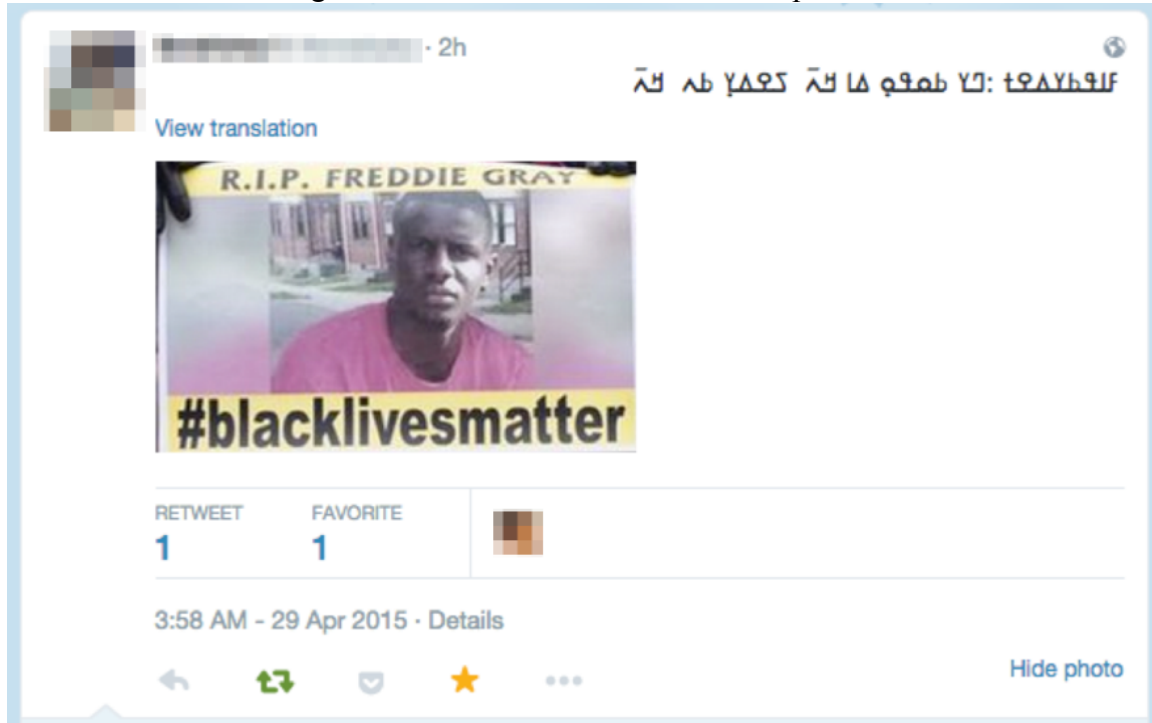 · 2h
View translation
R.I.P. FREDDIE GRAY
#blacklivesmatter
RETWEET FAVORITE
1 1
3:58 AM - 29 Apr 2015 · Details
Hide photo